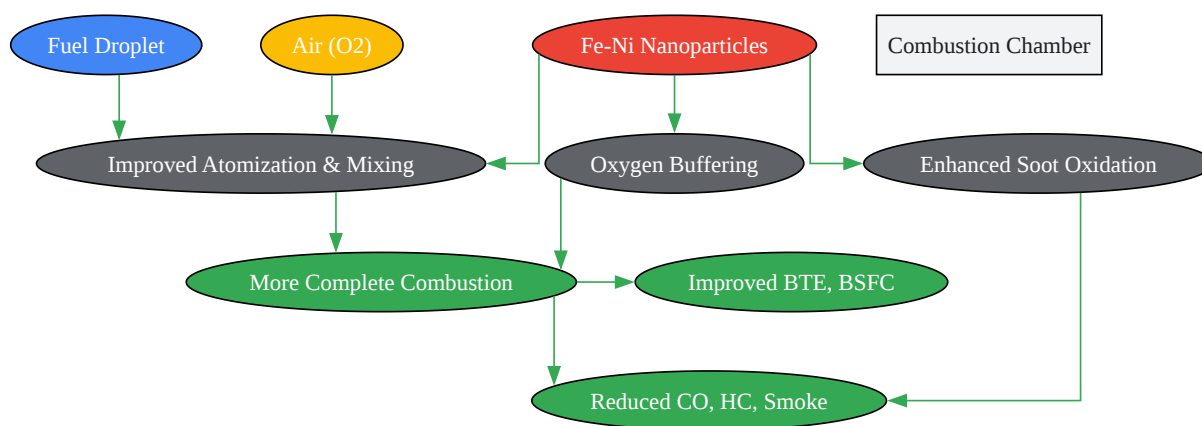 Fuel Droplet
Air (O2)
Fe-Ni Nanoparticles
Combustion Chamber
Improved Atomization & Mixing
Oxygen Buffering
Enhanced Soot Oxidation
More Complete Combustion
Improved BTE, BSFC
Reduced CO, HC, Smoke